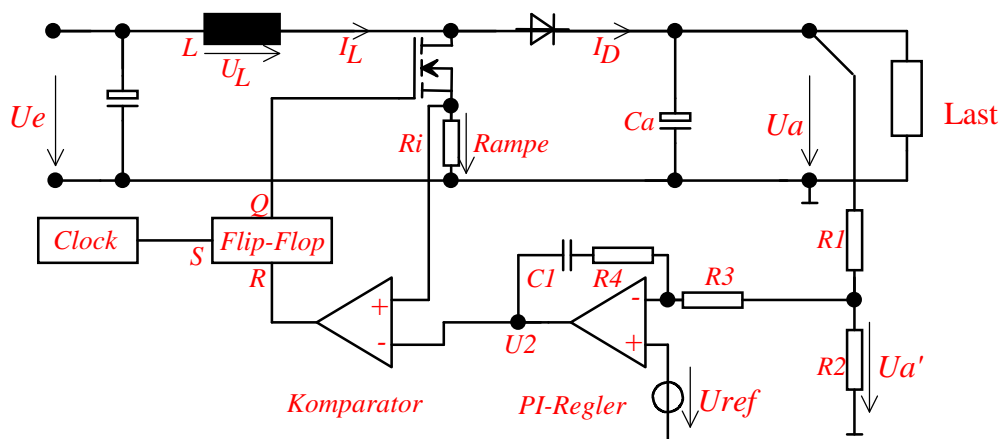 L
U_L
I_L
I_D
Ue
Ri
Rampe
Ca
Ua
Last
Q
Clock
S
Flip-Flop
R
C1
R4
R3
R1
+
-
-
+
U2
R2
Ua'
Komparator
PI-Regler
Uref